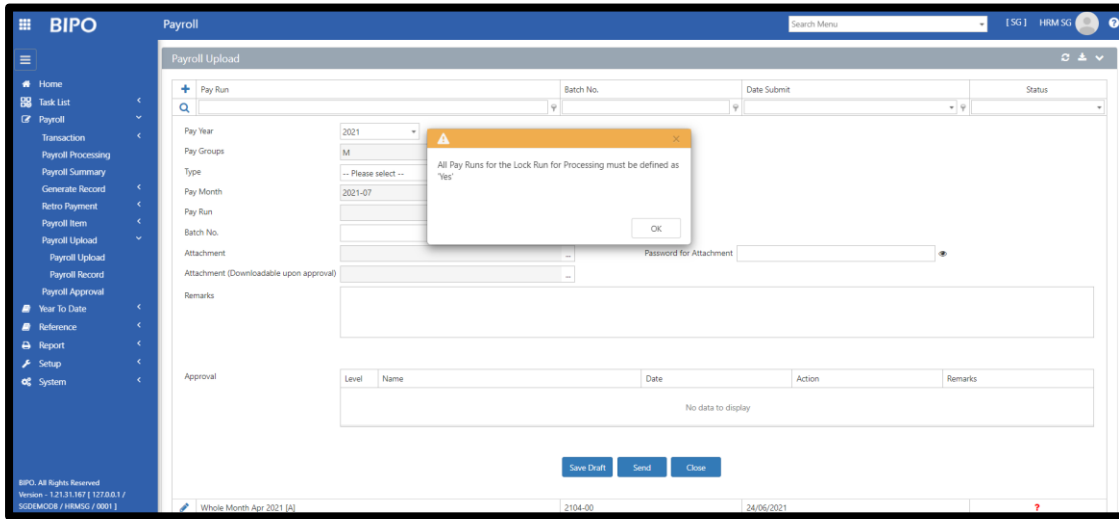 BIPO
Payroll
Search Menu
[ SG ] HRM SG
Payroll Upload
Home
Task List
Payroll
Transaction
Payroll Processing
Payroll Summary
Generate Record
Retro Payment
Payroll Item
Payroll Upload
Payroll Upload
Payroll Record
Payroll Approval
Year To Date
Reference
Report
Setup
System
BIPO. All Rights Reserved
Version - 1.21.31.167 [ 127.0.0.1 /
SGDEMODB / HRMSG / 0001 ]
Pay Run Batch No. Date Submit Status
Pay Year 2021
Pay Groups M
Type -- Please select --
Pay Month 2021-07
Pay Run
Batch No.
Attachment ... Password for Attachment
Attachment (Downloadable upon approval) ...
Remarks
All Pay Runs for the Lock Run for Processing must be defined as
'Yes'
OK
Approval
Level Name Date Action Remarks
No data to display
Save Draft Send Close
Whole Month Apr 2021 [A] 2104-00 24/06/2021 ?